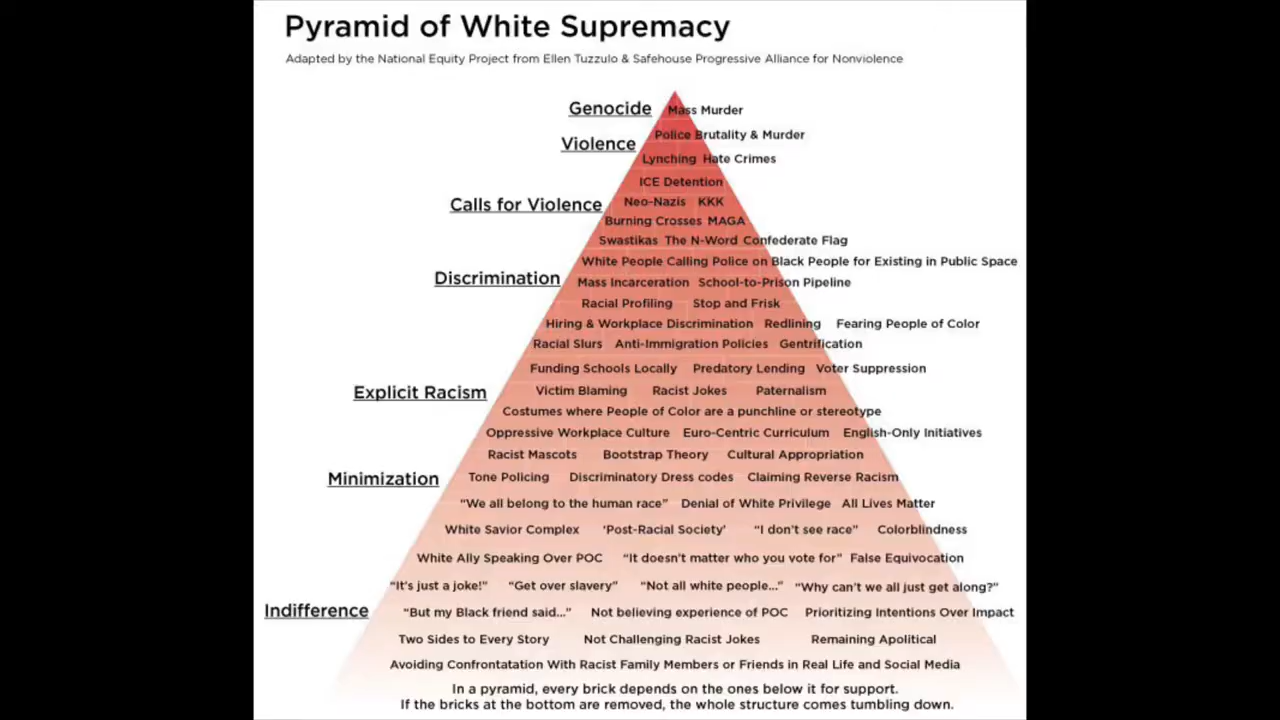 Pyramid of White Supremacy
Adapted by the National Equity Project from Ellen Tuzzulo & Safehouse Progressive Alliance for Nonviolence
Genocide Mass Murder
Police Brutality & Murder
Violence
Lynching Hate Crimes
ICE Detention
Calls for Violence Neo-Nazis KKK
Burning Crosses MAGA
Swastikas The N-Word Confederate Flag
White People Calling Police on Black People for Existing in Public Space
Discrimination Mass Incarceration School-to-Prison Pipeline
Racial Profiling Stop and Frisk
Hiring & Workplace Discrimination Redlining Fearing People of Color
Racial Slurs Anti-Immigration Policies Gentrification
Funding Schools Locally Predatory Lending Voter Suppression
Explicit Racism Victim Blaming Racist Jokes Paternalism
Costumes where People of Color are a punchline or stereotype
Oppressive Workplace Culture Euro-Centric Curriculum English-Only Initiatives
Racist Mascots Bootstrap Theory Cultural Appropriation
Minimization Tone Policing Discriminatory Dress codes Claiming Reverse Racism
“We all belong to the human race” Denial of White Privilege All Lives Matter
White Savior Complex ‘Post-Racial Society’ “I don’t see race” Colorblindness
White Ally Speaking Over POC “It doesn’t matter who you vote for” False Equivocation
“It’s just a joke!” “Get over slavery” “Not all white people...” “Why can’t we all just get along?”
Indifference “But my Black friend said...” Not believing experience of POC Prioritizing Intentions Over Impact
Two Sides to Every Story Not Challenging Racist Jokes Remaining Apolitical
Avoiding Confrontatation With Racist Family Members or Friends in Real Life and Social Media
In a pyramid, every brick depends on the ones below it for support.
If the bricks at the bottom are removed, the whole structure comes tumbling down.